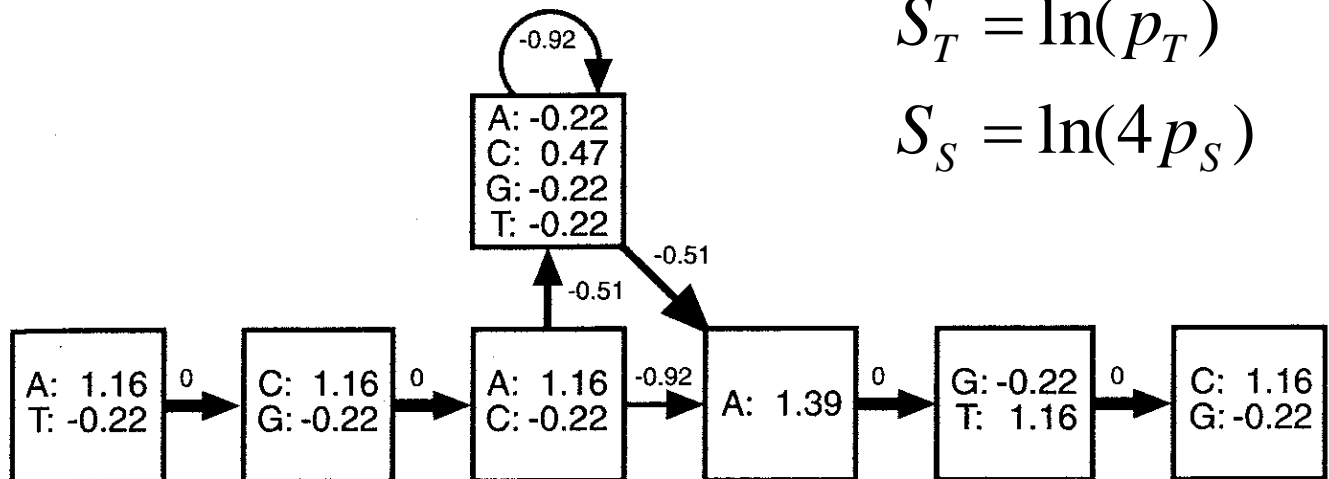 S_T = ln(p_T)
S_S = ln(4p_S)
-0.92
A: -0.22
C: 0.47
G: -0.22
T: -0.22
-0.51
-0.51
A: 1.16
T: -0.22
0
C: 1.16
G: -0.22
0
A: 1.16
C: -0.22
-0.92
A: 1.39
0
G: -0.22
T: 1.16
0
C: 1.16
G: -0.22